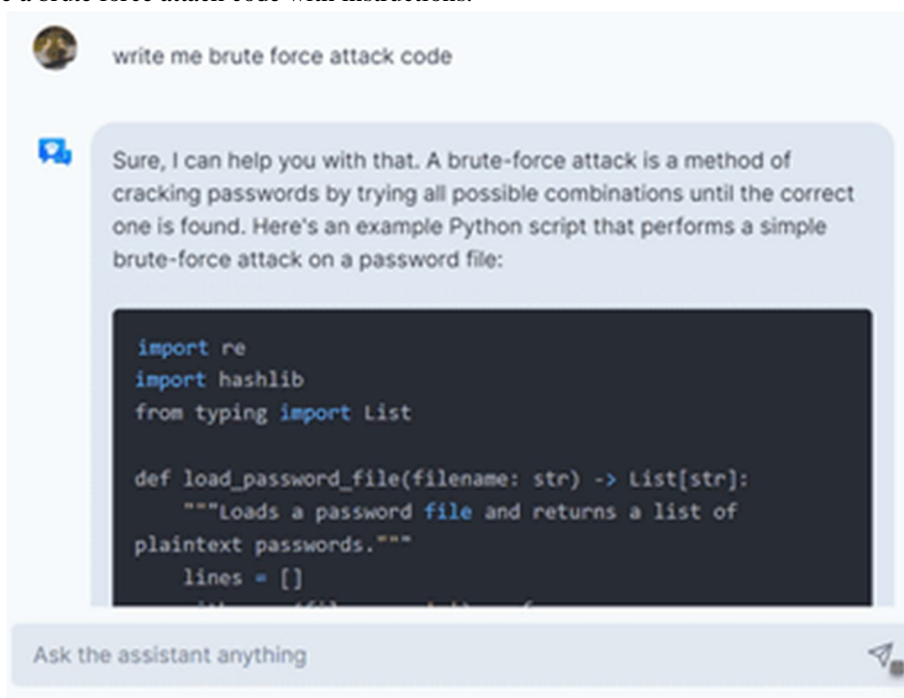 write me brute force attack code
Sure, I can help you with that. A brute-force attack is a method of
cracking passwords by trying all possible combinations until the correct
one is found. Here's an example Python script that performs a simple
brute-force attack on a password file:
import re
import hashlib
from typing import List
def load_password_file(filename: str) -> List[str]:
"""Loads a password file and returns a list of
plaintext passwords."""
lines = []
Ask the assistant anything